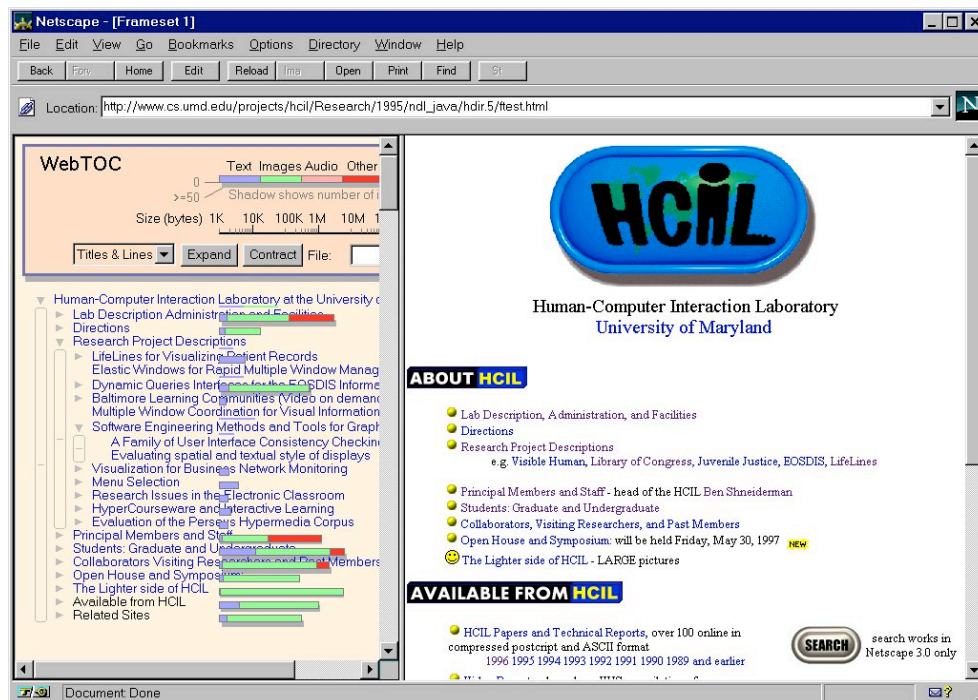 Netscape - [Frameset 1]
File Edit View Go Bookmarks Options Directory Window Help
Back Home Edit Reload Ima Open Print Find St
Location: http://www.cs.umd.edu/projects/hcil/Research/1995/ndl_java/hdir.5/ftest.html
N
WebTOC
Text Images Audio Other
0
>=50 Shadow shows number of
Size (bytes) 1K 10K 100K 1M 10M
Titles & Lines Expand Contract File:
Human-Computer Interaction Laboratory at the University
Lab Description Administration and Facilities
Directions
Research Project Descriptions
LifeLines for Visualizing Patient Records
Elastic Windows for Rapid Multiple Window Manag
Dynamic Queries Interfaces for the EOSDIS Informa
Baltimore Learning Communities (Video on demand
Multiple Window Coordination for Visual Information
Software Engineering Methods and Tools for Graph
A Family of User Interface Consistency Checkin
Evaluating spatial and textual style of displays
Visualization for Business Network Monitoring
Menu Selection
Research Issues in the Electronic Classroom
HyperCourseware and Interactive Learning
Evaluation of the Perseus Hypermedia Corpus
Principal Members and Staff
Students: Graduate and Undergraduate
Collaborators Visiting Researchers and Past Members
Open House and Symposium:
The Lighter side of HCIL
Available from HCIL
Related Sites
HCIL
Human-Computer Interaction Laboratory
University of Maryland
ABOUT HCIL
Lab Description, Administration, and Facilities
Directions
Research Project Descriptions
e.g. Visible Human, Library of Congress, Juvenile Justice, EOSDIS, LifeLines
Principal Members and Staff - head of the HCIL Ben Shneiderman
Students: Graduate and Undergraduate
Collaborators, Visiting Researchers, and Past Members
Open House and Symposium: will be held Friday, May 30, 1997 NEW
The Lighter side of HCIL - LARGE pictures
AVAILABLE FROM HCIL
HCIL Papers and Technical Reports, over 100 online in
compressed postcript and ASCII format
1996 1995 1994 1993 1992 1991 1990 1989 and earlier
SEARCH
search works in
Netscape 3.0 only
Document: Done